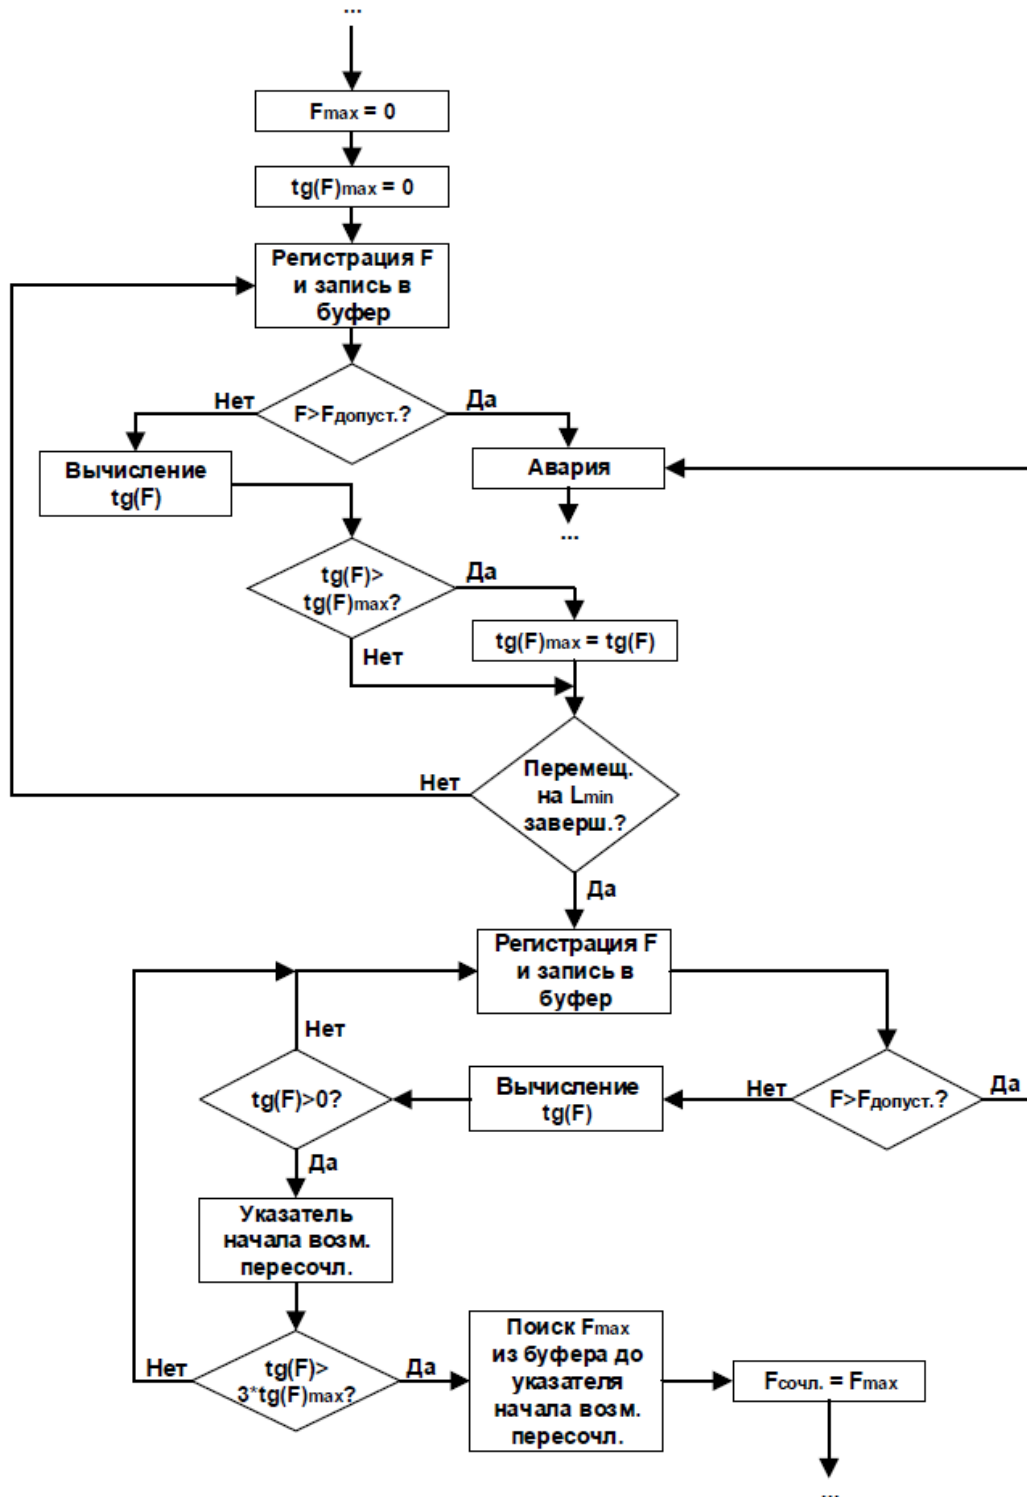 ...
Fmax = 0
tg(F)max = 0
Регистрация F
и запись в
буфер
Нет
F>Fдопуст.?
Да
Вычисление
tg(F)
Авария
...
tg(F)>
tg(F)max?
Да
Нет
tg(F)max = tg(F)
Перемещ.
на Lmin
заверш.?
Нет
Да
Регистрация F
и запись в
буфер
Нет
tg(F)>0?
Вычисление
tg(F)
Нет
F>Fдопуст.?
Да
Да
Указатель
начала возм.
пересочл.
Нет
tg(F)>
3*tg(F)max?
Да
Поиск Fmax
из буфера до
указателя
начала возм.
пересочл.
Fсочл. = Fmax
...